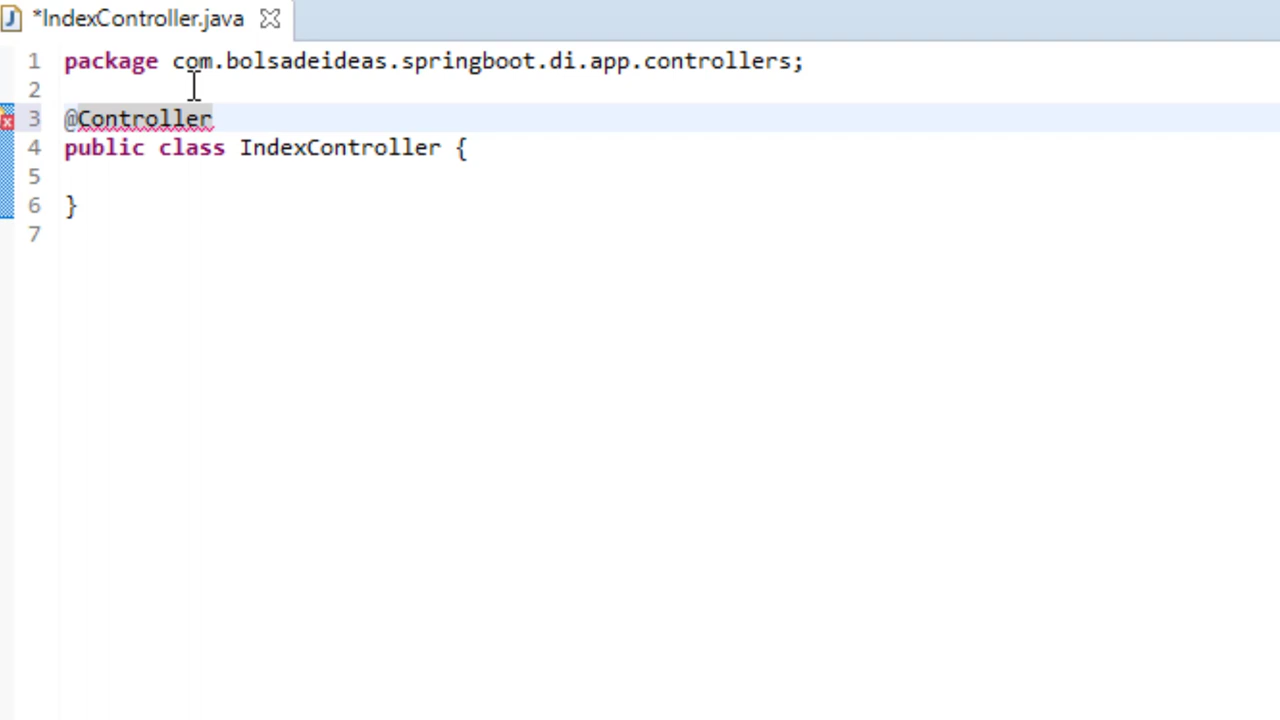 *IndexController.java
1 package com.bolsadeideas.springboot.di.app.controllers;
2
3 @Controller
4 public class IndexController {
5
6 }
7